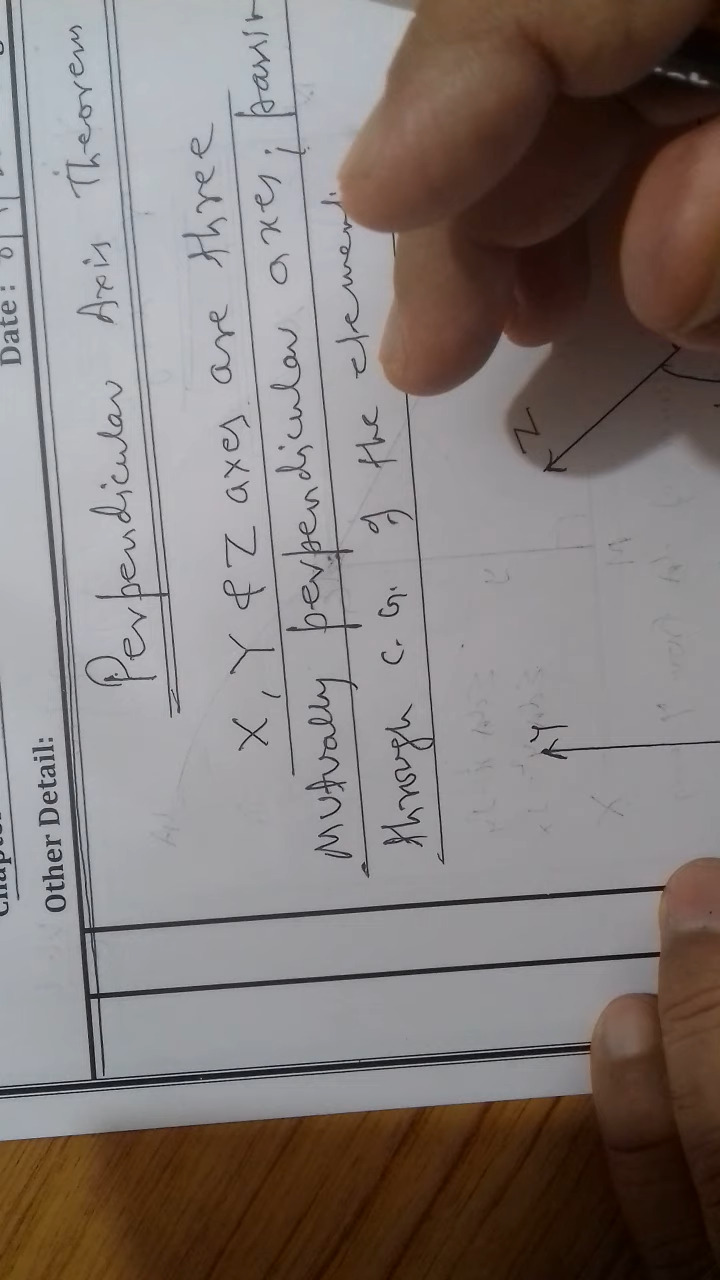 Date:
Other Detail:
Perpendicular Axis Theorem
X, Y & Z axes are three
mutually perpendicular axes,
through C.G. of the
Z
Y